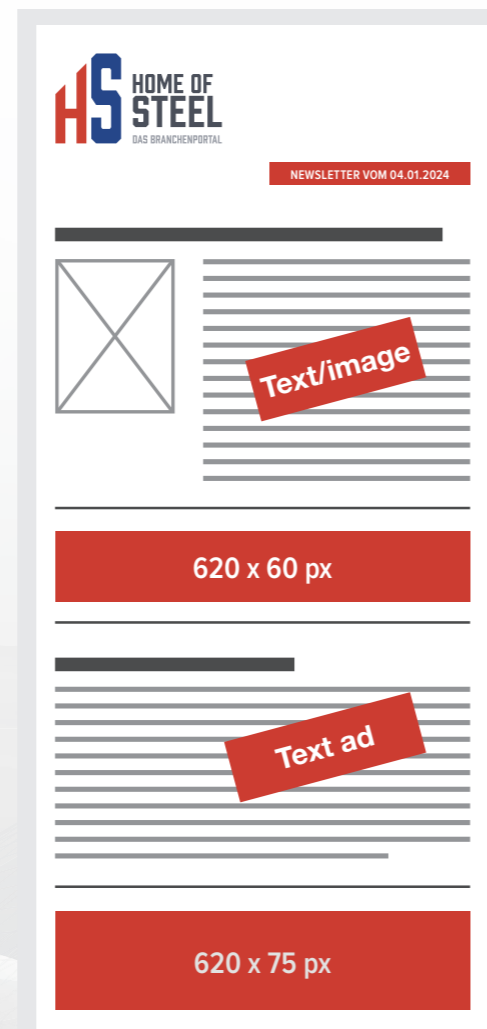 HS
HOME OF
STEEL
DAS BRANCHENPORTAL
NEWSLETTER VOM 04.01.2024
Text/image
620 x 60 px
Text ad
620 x 75 px